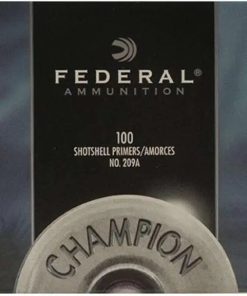 FEDERAL®
AMMUNITION
100
SHOTSHELL PRIMERS/AMORCES
NO. 209A
CHAMPION